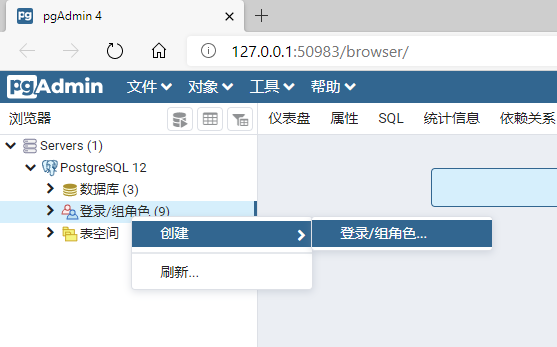 pgAdmin 4
127.0.0.1:50983/browser/
pgAdmin 文件 对象 工具 帮助
浏览器 仪表盘 属性 SQL 统计信息 依赖关系
Servers (1)
PostgreSQL 12
数据库 (3)
登录/组角色 (9)
表空间
创建 登录/组角色...
刷新...